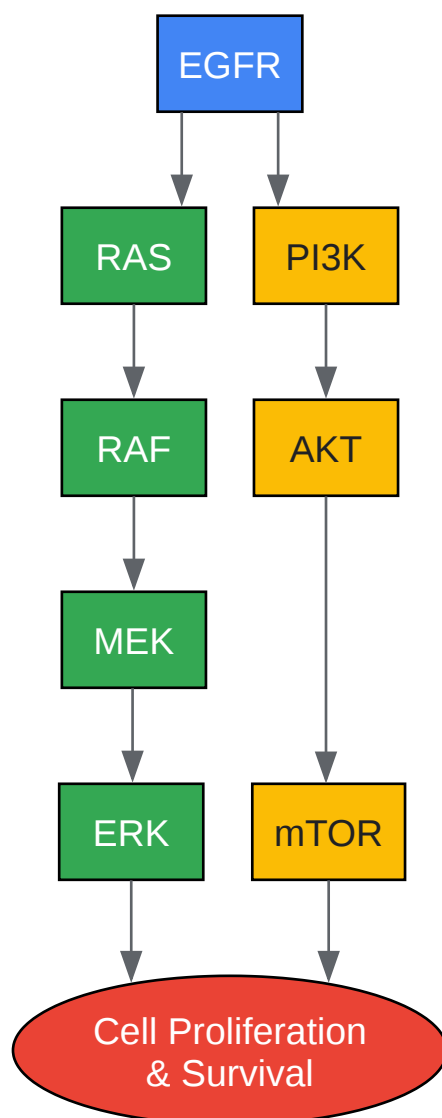 EGFR
RAS
PI3K
RAF
AKT
MEK
ERK
mTOR
Cell Proliferation
& Survival